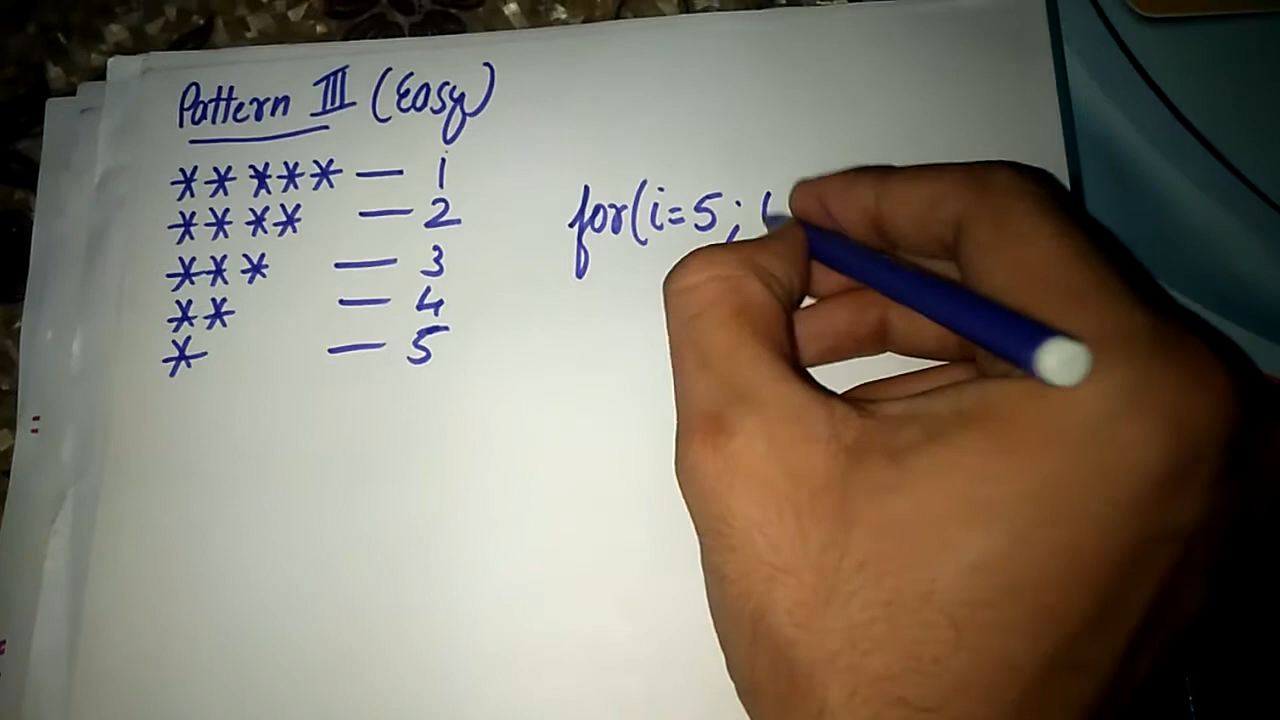 Pattern III (Easy)
***** — 1
**** — 2
*** — 3
** — 4
* — 5
for(i=5; i